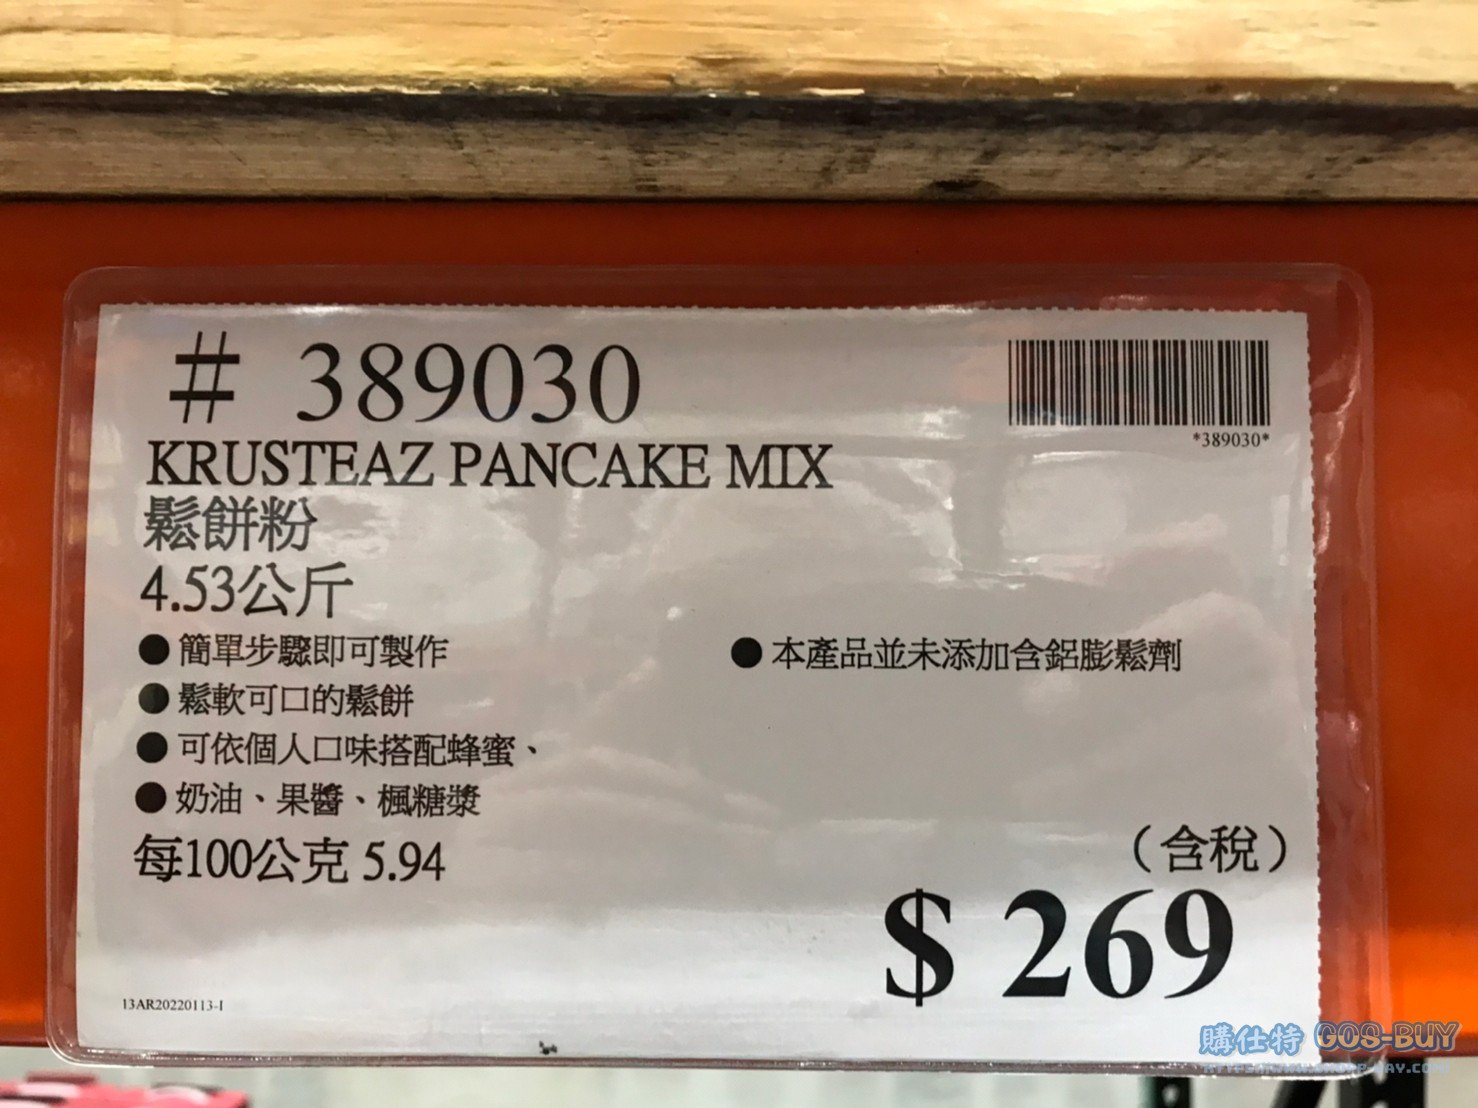 # 389030
*389030*
KRUSTEAZ PANCAKE MIX
鬆餅粉
4.53公斤
● 簡單步驟即可製作
● 鬆軟可口的鬆餅
● 可依個人口味搭配蜂蜜、
● 奶油、果醬、楓糖漿
● 本產品並未添加含鋁膨鬆劑
每100公克 5.94
(含稅)
$ 269
13AR20220113-1
購仕特 GOS-BUY